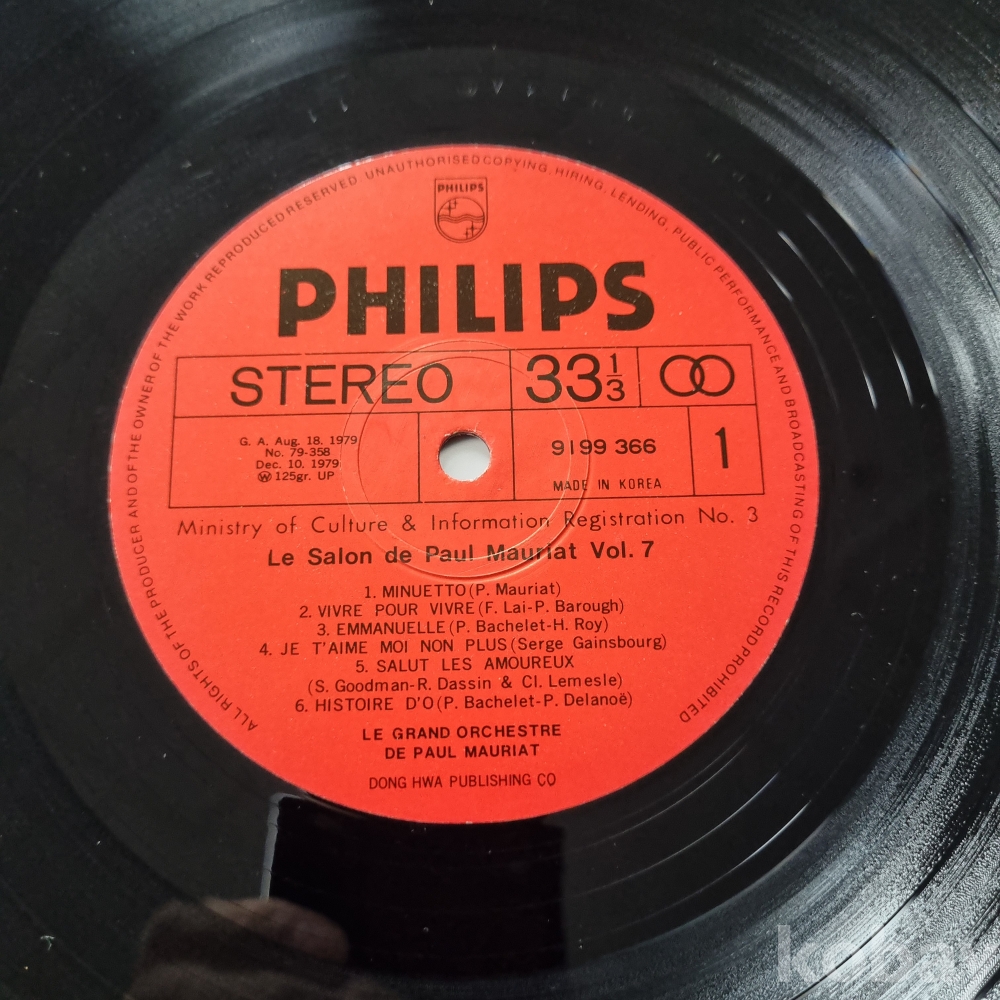 ALL RIGHTS OF THE PRODUCER AND OF THE OWNER OF THE WORK REPRODUCED RESERVED. UNAUTHORISED COPYING, HIRING, LENDING, PUBLIC PERFORMANCE AND BROADCASTING OF THIS RECORD PROHIBITED
PHILIPS
PHILIPS
STEREO
33 1/3
G. A. Aug. 18. 1979
No. 79-358
Dec. 10. 1979
Ⓦ 125gr. UP
9199 366
MADE IN KOREA
1
Ministry of Culture & Information Registration No. 3
Le Salon de Paul Mauriat Vol. 7
1. MINUETTO (P. Mauriat)
2. VIVRE POUR VIVRE (F. Lai-P. Barough)
3. EMMANUELLE (P. Bachelet-H. Roy)
4. JE T'AIME MOI NON PLUS (Serge Gainsbourg)
5. SALUT LES AMOUREUX
(S. Goodman-R. Dassin & Cl. Lemesle)
6. HISTOIRE D'O (P. Bachelet-P. Delanoë)
LE GRAND ORCHESTRE
DE PAUL MAURIAT
DONG HWA PUBLISHING CO